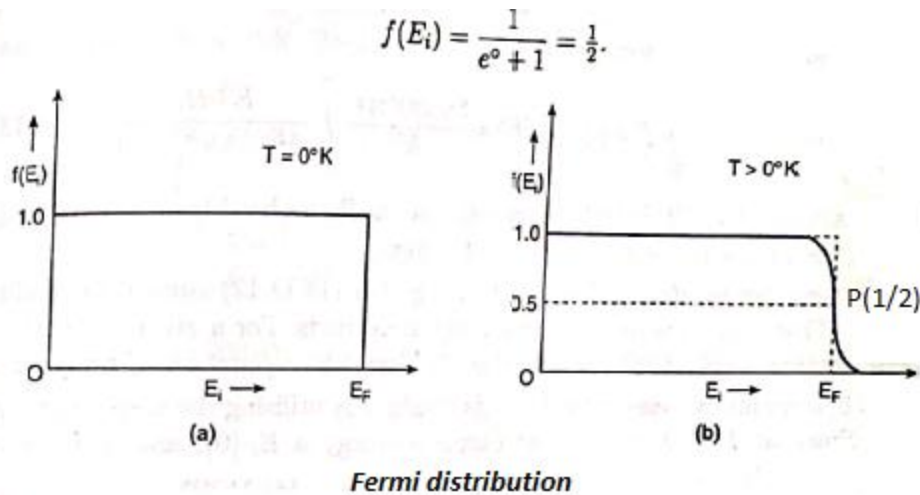 f(Eᵢ) = 1 / (e⁰ + 1) = 1/2.
T = 0°K
f(Eᵢ)
1.0
O
Eᵢ →
E_F
(a)
T > 0°K
f(Eᵢ)
1.0
0.5
P(1/2)
O
Eᵢ →
E_F
(b)
Fermi distribution